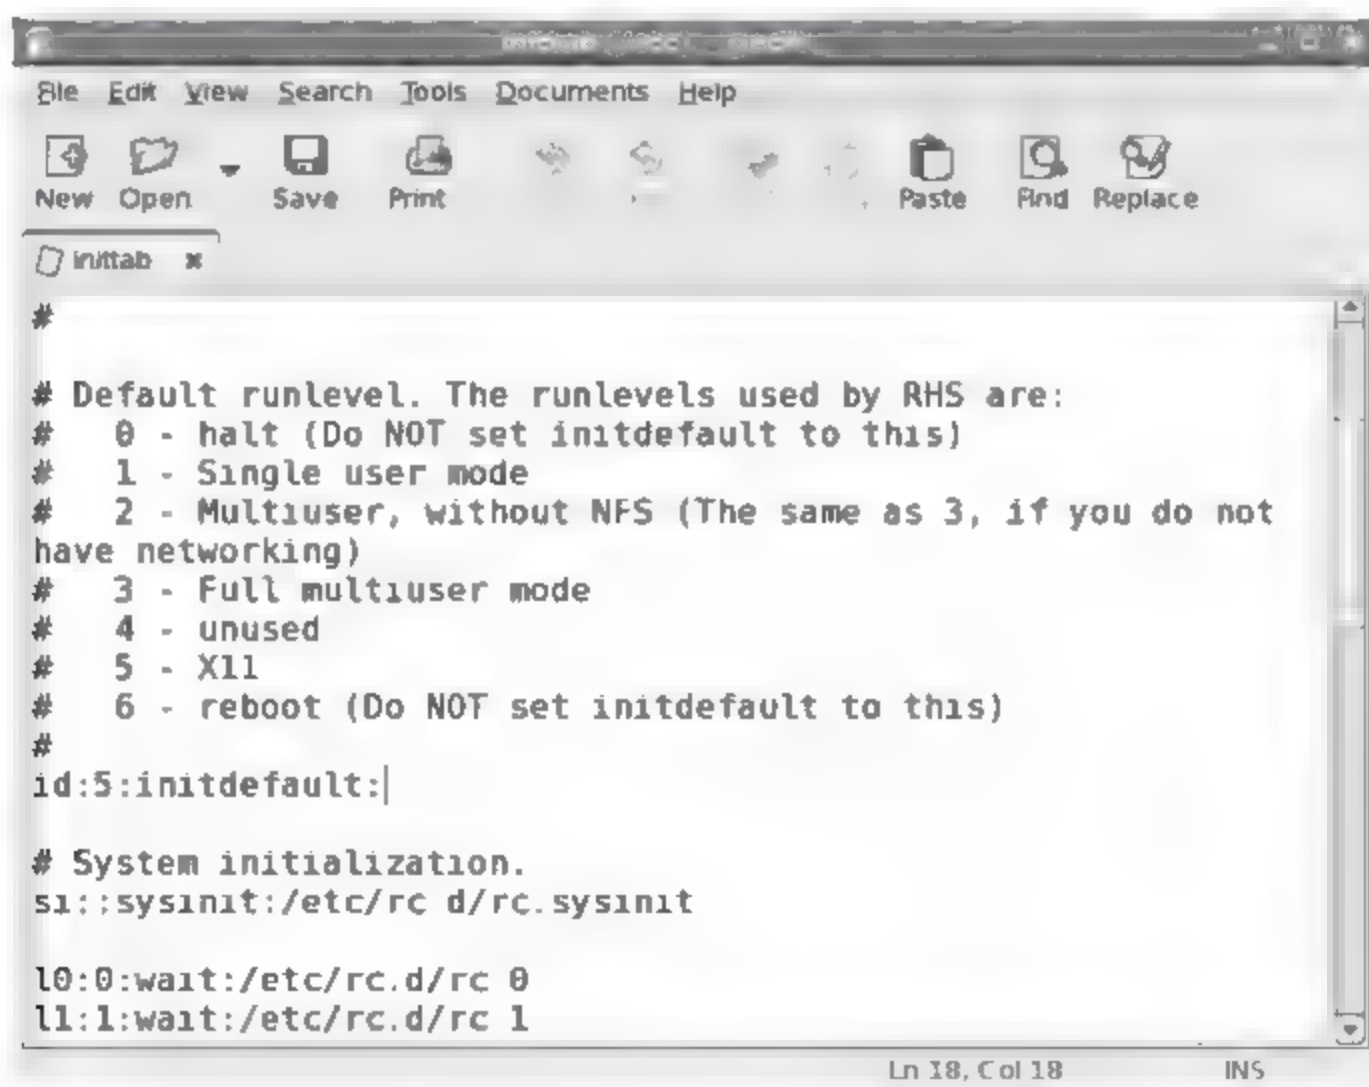 File Edit View Search Tools Documents Help
New Open Save Print Paste Find Replace
inittab
#
# Default runlevel. The runlevels used by RHS are:
# 0 - halt (Do NOT set initdefault to this)
# 1 - Single user mode
# 2 - Multiuser, without NFS (The same as 3, if you do not
have networking)
# 3 - Full multiuser mode
# 4 - unused
# 5 - X11
# 6 - reboot (Do NOT set initdefault to this)
#
id:5:initdefault:
# System initialization.
si::sysinit:/etc/rc.d/rc.sysinit
l0:0:wait:/etc/rc.d/rc 0
l1:1:wait:/etc/rc.d/rc 1
Ln 18, Col 18 INS